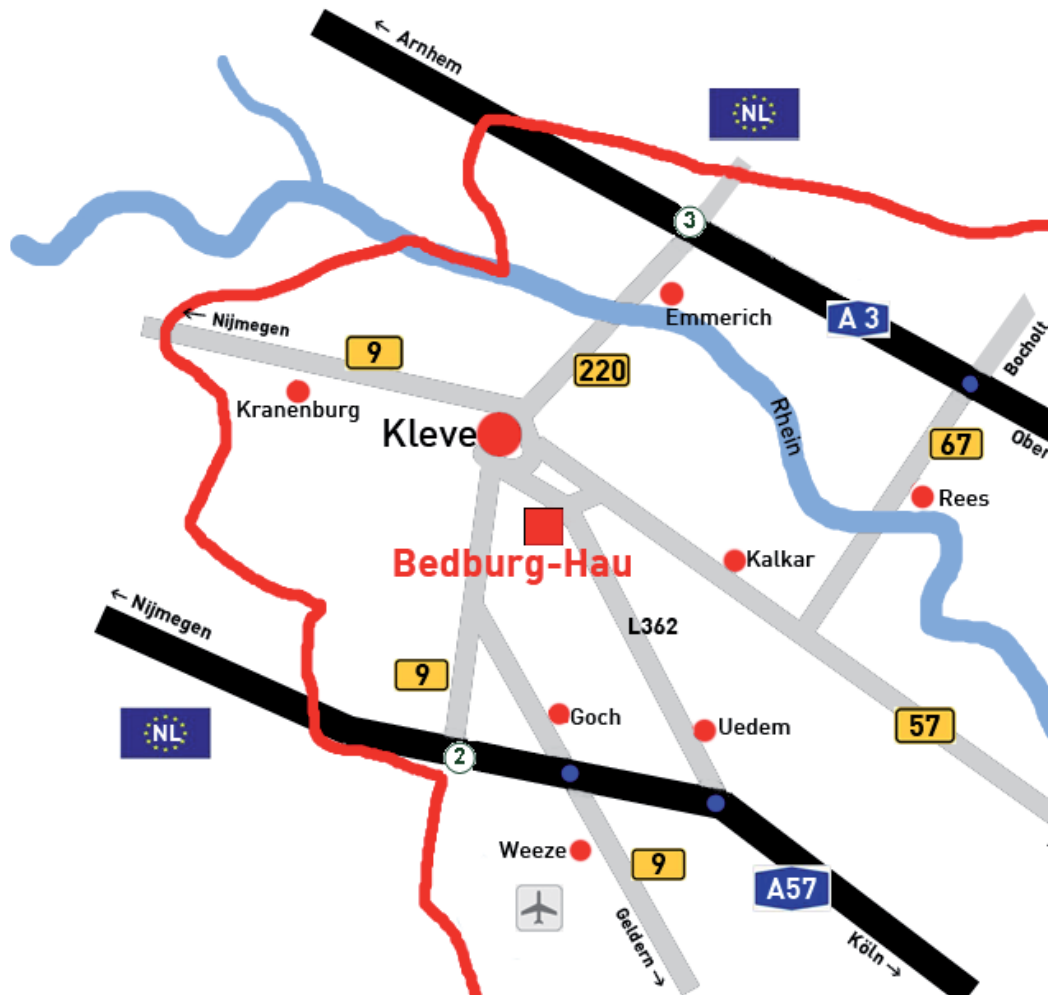 ← Arnhem
NL
3
← Nijmegen
Emmerich
A 3
9
220
Bocholt
Kranenburg
Kleve
Rhein
67
Ober
Rees
Bedburg-Hau
Kalkar
← Nijmegen
L362
9
NL
Goch
Uedem
57
2
Weeze
9
A57
Geldern →
Köln →